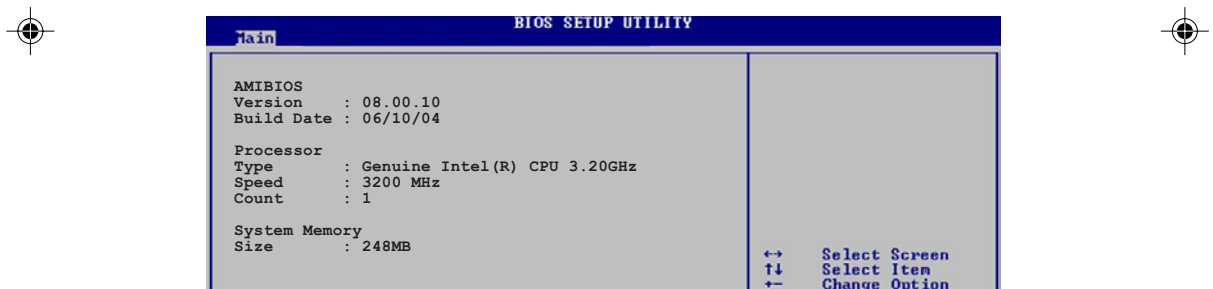 BIOS SETUP UTILITY
Main
AMIBIOS
Version : 08.00.10
Build Date : 06/10/04
Processor
Type : Genuine Intel(R) CPU 3.20GHz
Speed : 3200 MHz
Count : 1
System Memory
Size : 248MB
↔ Select Screen
↑↓ Select Item
+- Change Option